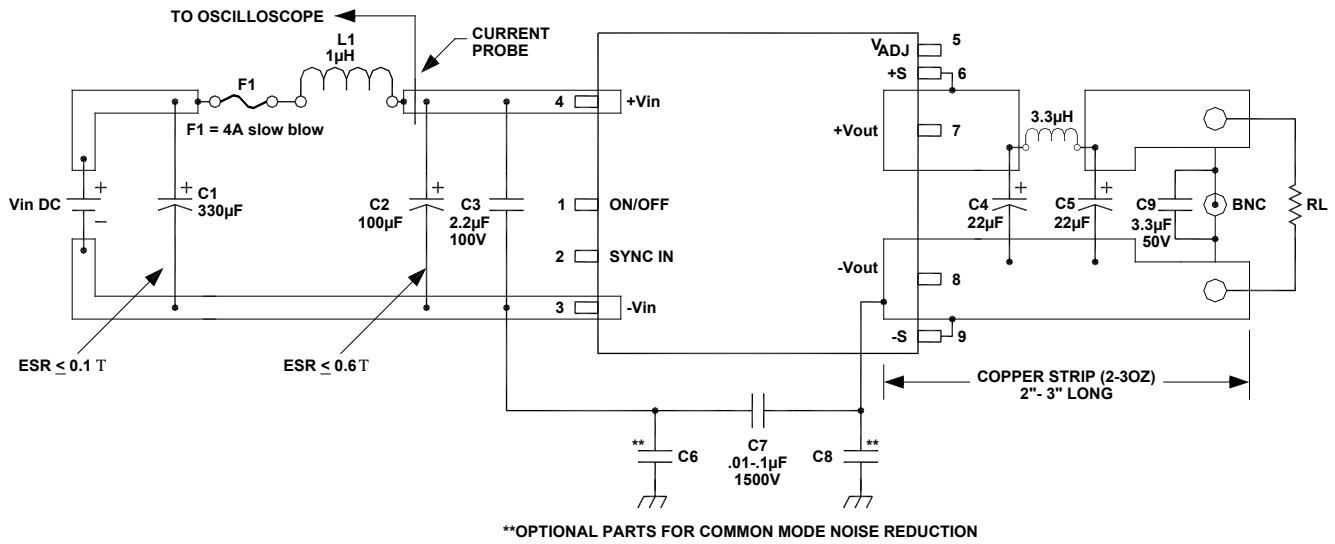 TO OSCILLOSCOPE
CURRENT
PROBE
L1
1µH
F1
F1 = 4A slow blow
Vin DC
+
–
+
C1
330µF
+
C2
100µF
C3
2.2µF
100V
ESR ≤ 0.1 T
ESR ≤ 0.6 T
4
+Vin
1
ON/OFF
2
SYNC IN
3
-Vin
VADJ
5
+S
6
+Vout
7
-Vout
8
-S
9
3.3µH
+
C4
22µF
+
C5
22µF
C9
3.3µF
50V
BNC
RL
COPPER STRIP (2-3OZ)
2"- 3" LONG
**
C6
C7
.01-.1µF
1500V
C8
**
**OPTIONAL PARTS FOR COMMON MODE NOISE REDUCTION